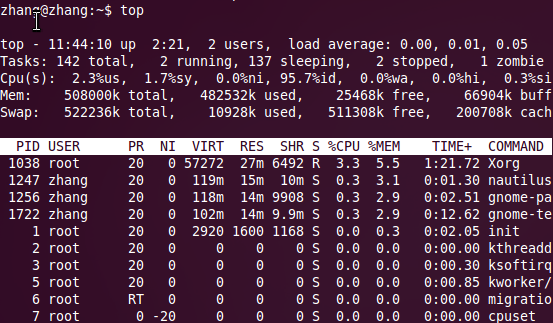 zhang@zhang:~$ top
top - 11:44:10 up  2:21,  2 users,  load average: 0.00, 0.01, 0.05
Tasks: 142 total,   2 running, 137 sleeping,   2 stopped,   1 zombie
Cpu(s):  2.3%us,  1.7%sy,  0.0%ni, 95.7%id,  0.0%wa,  0.0%hi,  0.3%si
Mem:    508000k total,   482532k used,    25468k free,    66904k buff
Swap:   522236k total,    10928k used,   511308k free,   200708k cach
  PID USER      PR  NI  VIRT  RES  SHR S %CPU %MEM    TIME+  COMMAND
 1038 root      20   0 57272  27m 6492 R  3.3  5.5   1:21.72 Xorg
 1247 zhang     20   0  119m  15m  10m S  0.3  3.1   0:01.30 nautilus
 1256 zhang     20   0  118m  14m 9908 S  0.3  2.9   0:02.51 gnome-pa
 1722 zhang     20   0  102m  14m 9.9m S  0.3  2.9   0:12.62 gnome-te
    1 root      20   0  2920 1600 1168 S  0.0  0.3   0:02.05 init
    2 root      20   0     0    0    0 S  0.0  0.0   0:00.00 kthreadd
    3 root      20   0     0    0    0 S  0.0  0.0   0:00.30 ksoftirq
    5 root      20   0     0    0    0 S  0.0  0.0   0:00.85 kworker/
    6 root      RT   0     0    0    0 S  0.0  0.0   0:00.00 migratio
    7 root       0 -20     0    0    0 S  0.0  0.0   0:00.00 cpuset